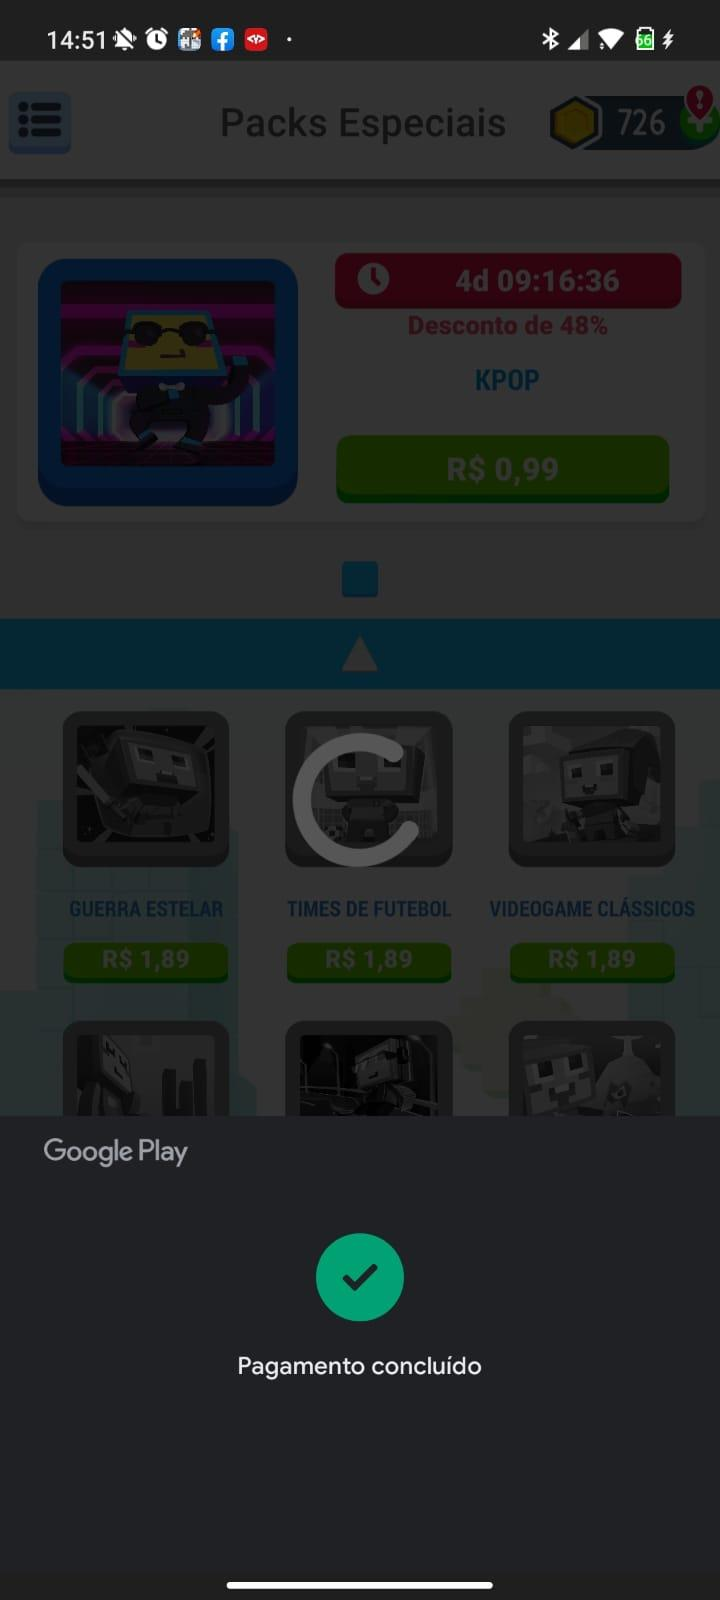 14:51
66
Packs Especiais
726
4d 09:16:36
Desconto de 48%
KPOP
R$ 0,99
GUERRA ESTELAR
TIMES DE FUTEBOL
VIDEOGAME CLÁSSICOS
R$ 1,89
R$ 1,89
R$ 1,89
Google Play
Pagamento concluído